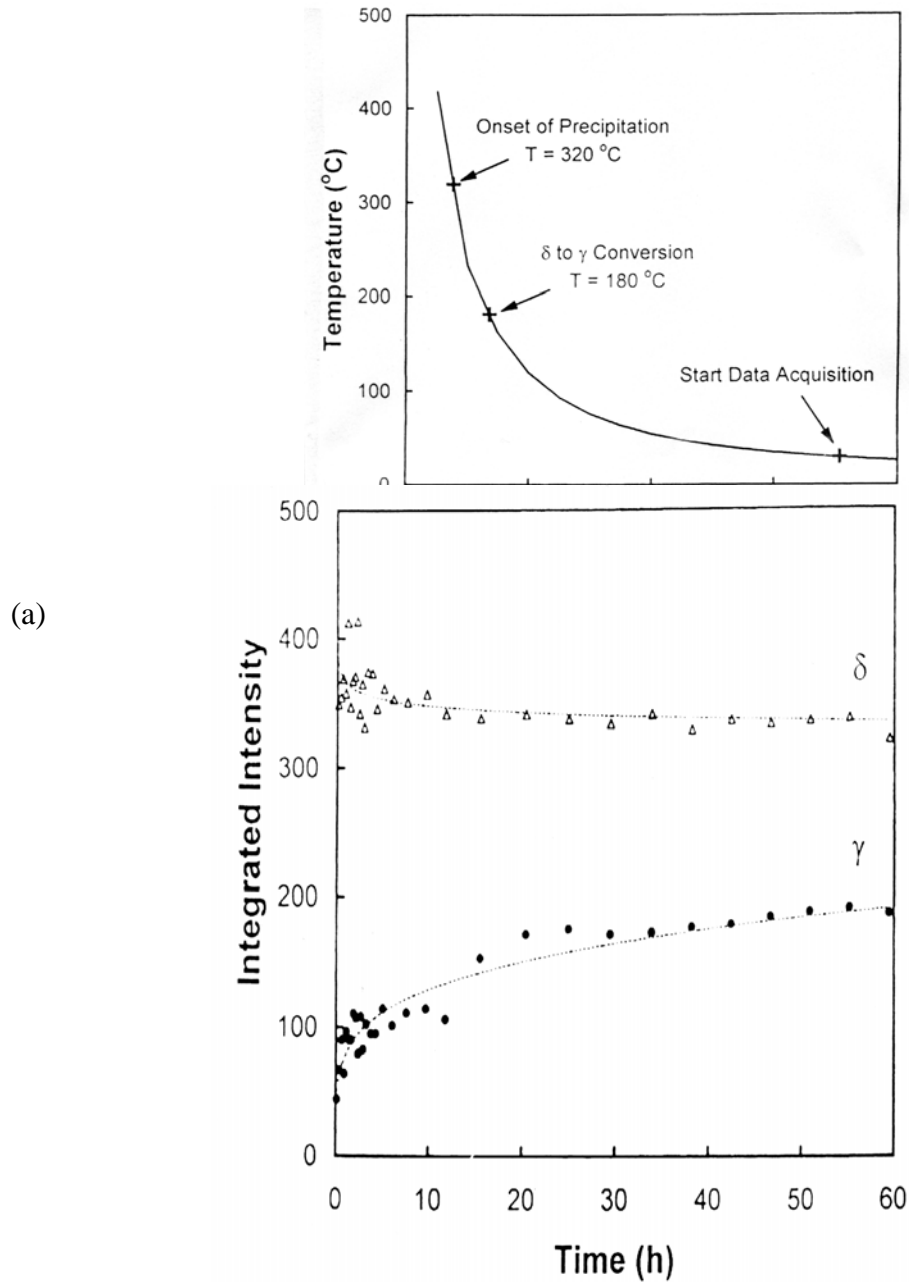 500
400
300
200
100
0
Temperature (°C)
Onset of Precipitation
T = 320 °C
δ to γ Conversion
T = 180 °C
Start Data Acquisition
(a)
500
400
300
200
100
0
Integrated Intensity
δ
γ
0 10 20 30 40 50 60
Time (h)